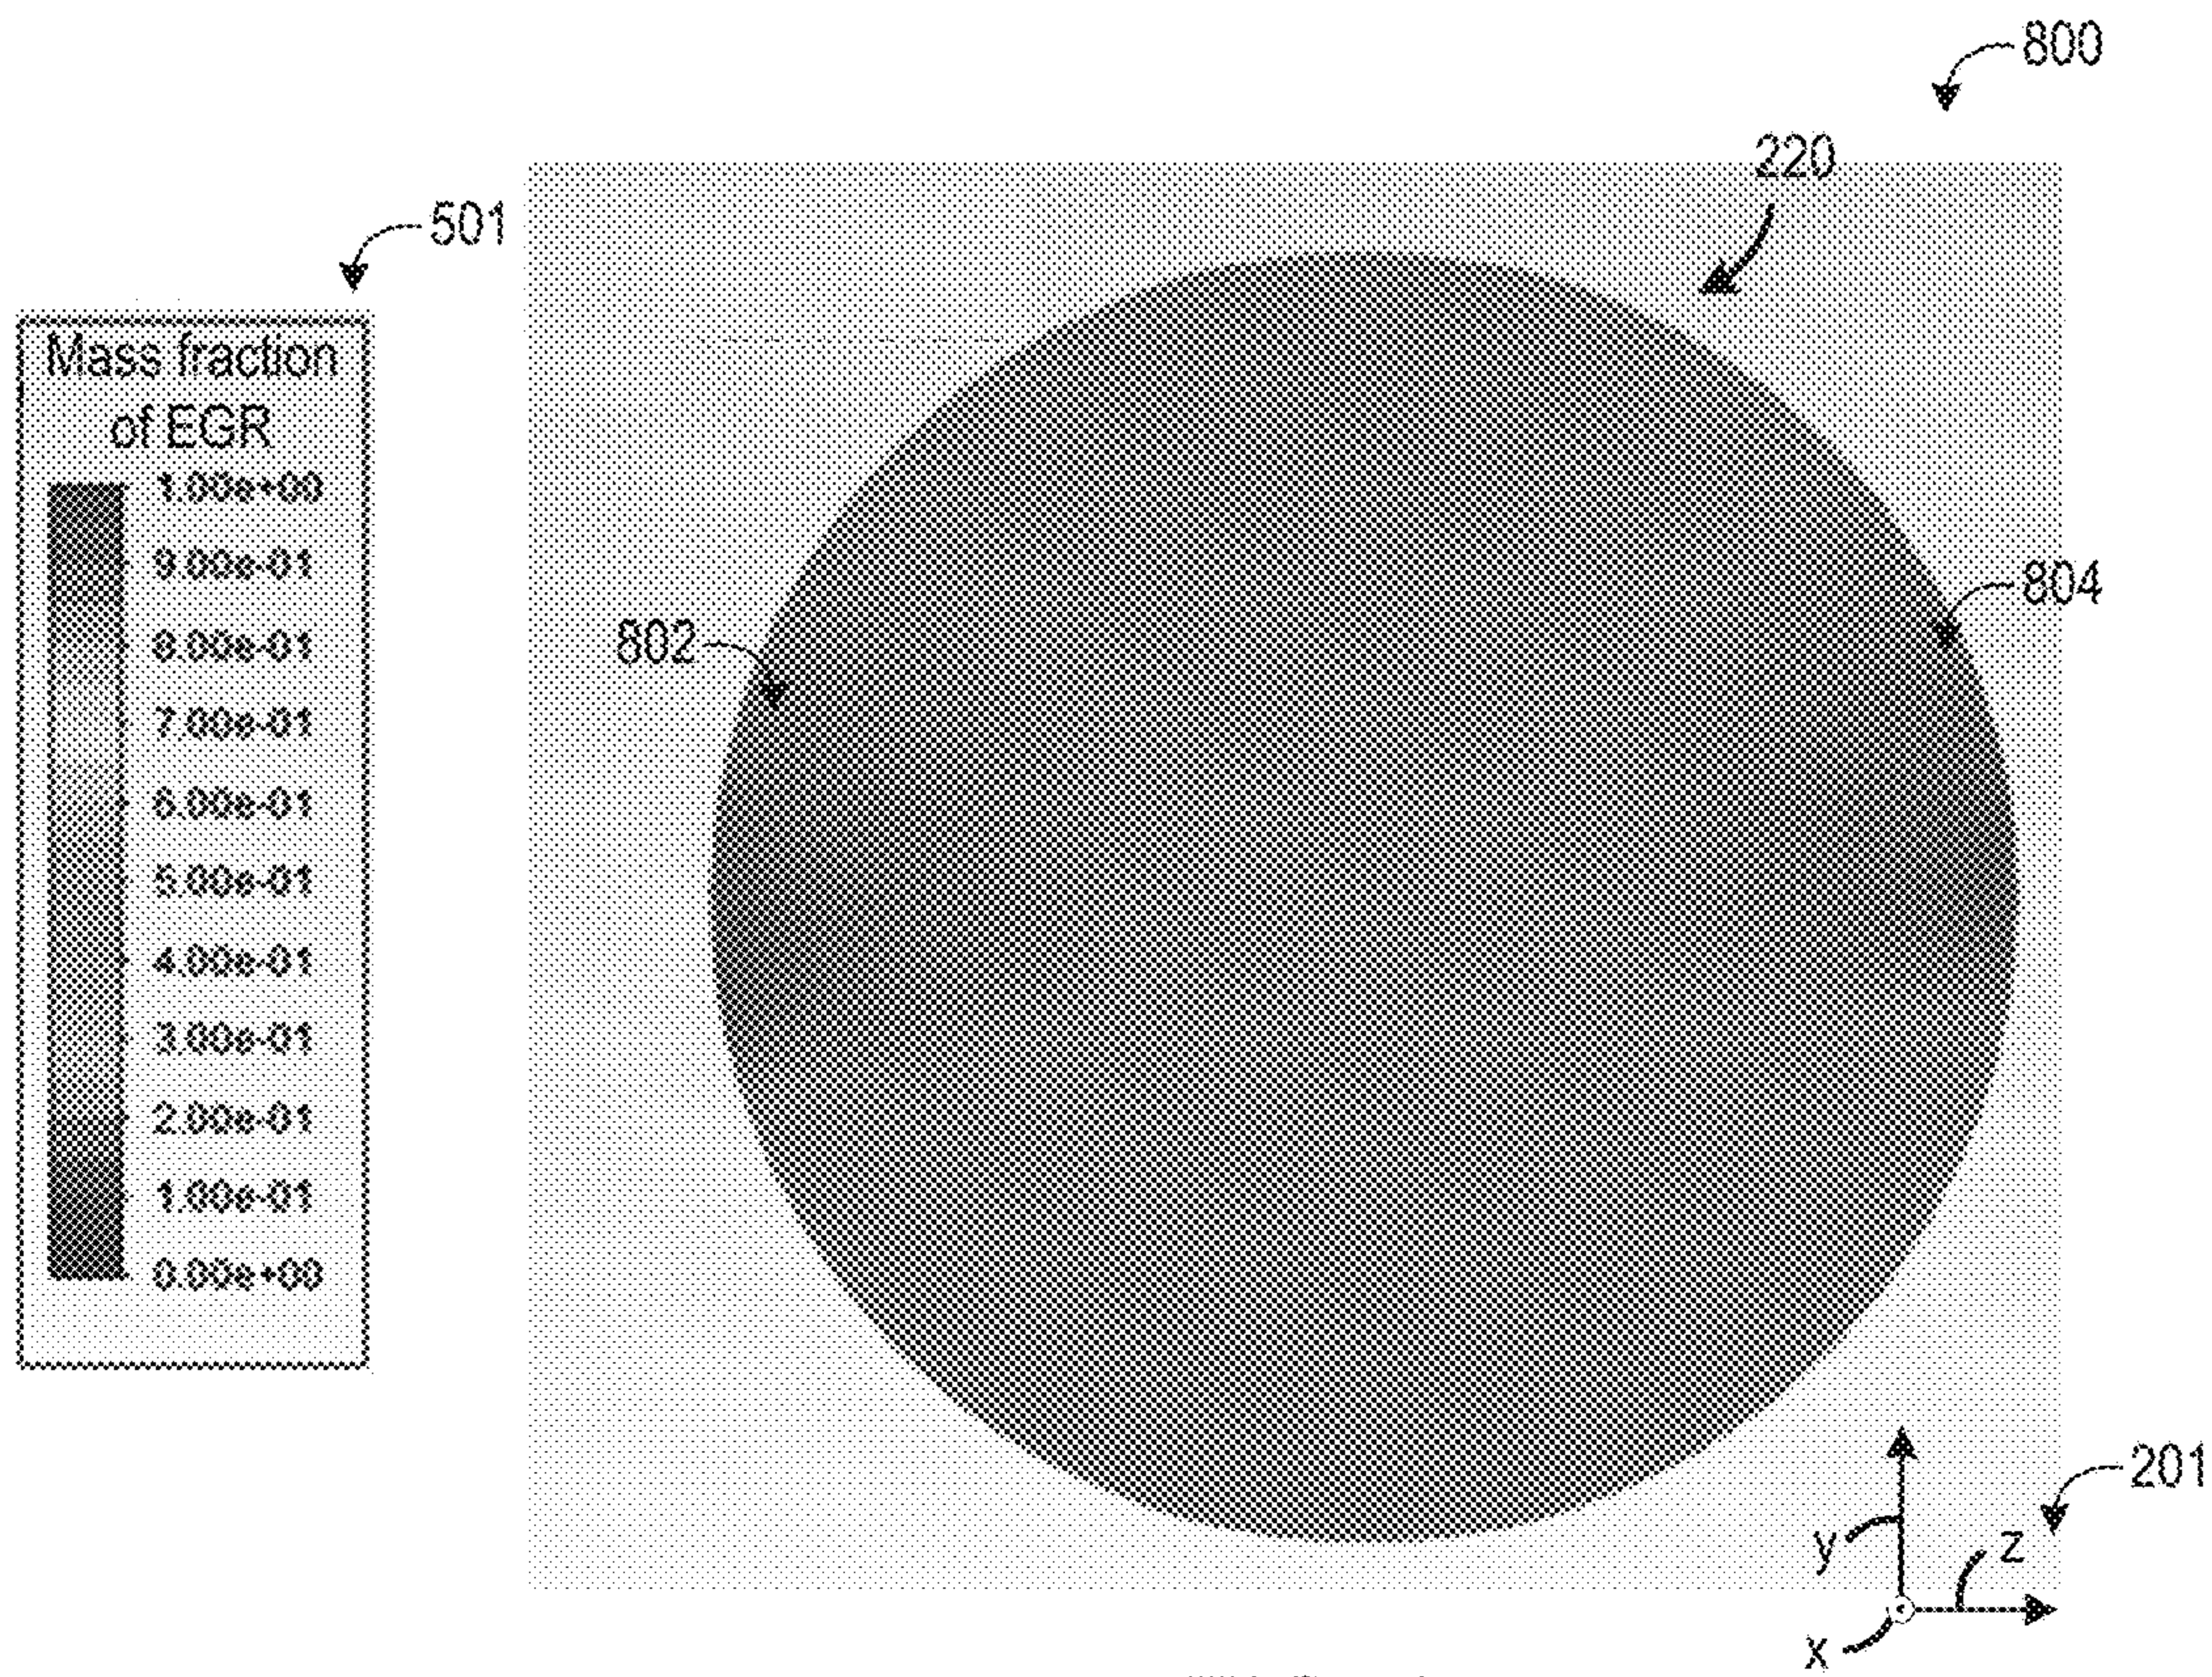 800
220
501
Mass fraction
of EGR
1.00e+00
9.00e-01
8.00e-01
7.00e-01
6.00e-01
5.00e-01
4.00e-01
3.00e-01
2.00e-01
1.00e-01
0.00e+00
802
804
201
y
z
x